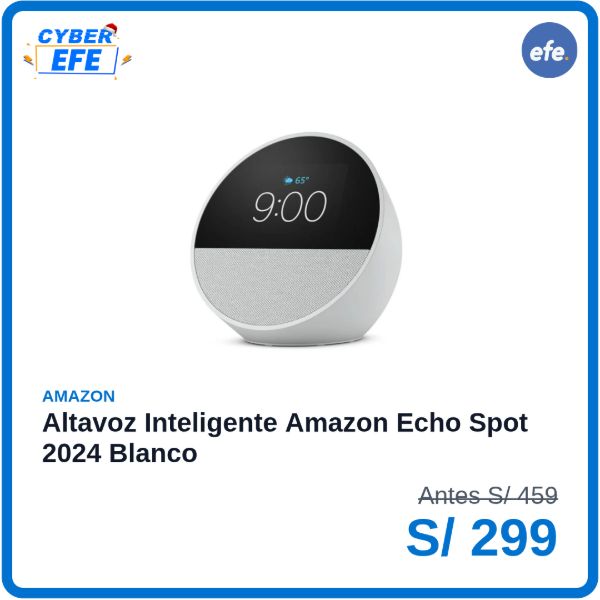 CYBER
EFE
efe.
65°
9:00
AMAZON
Altavoz Inteligente Amazon Echo Spot
2024 Blanco
Antes S/ 459
S/ 299